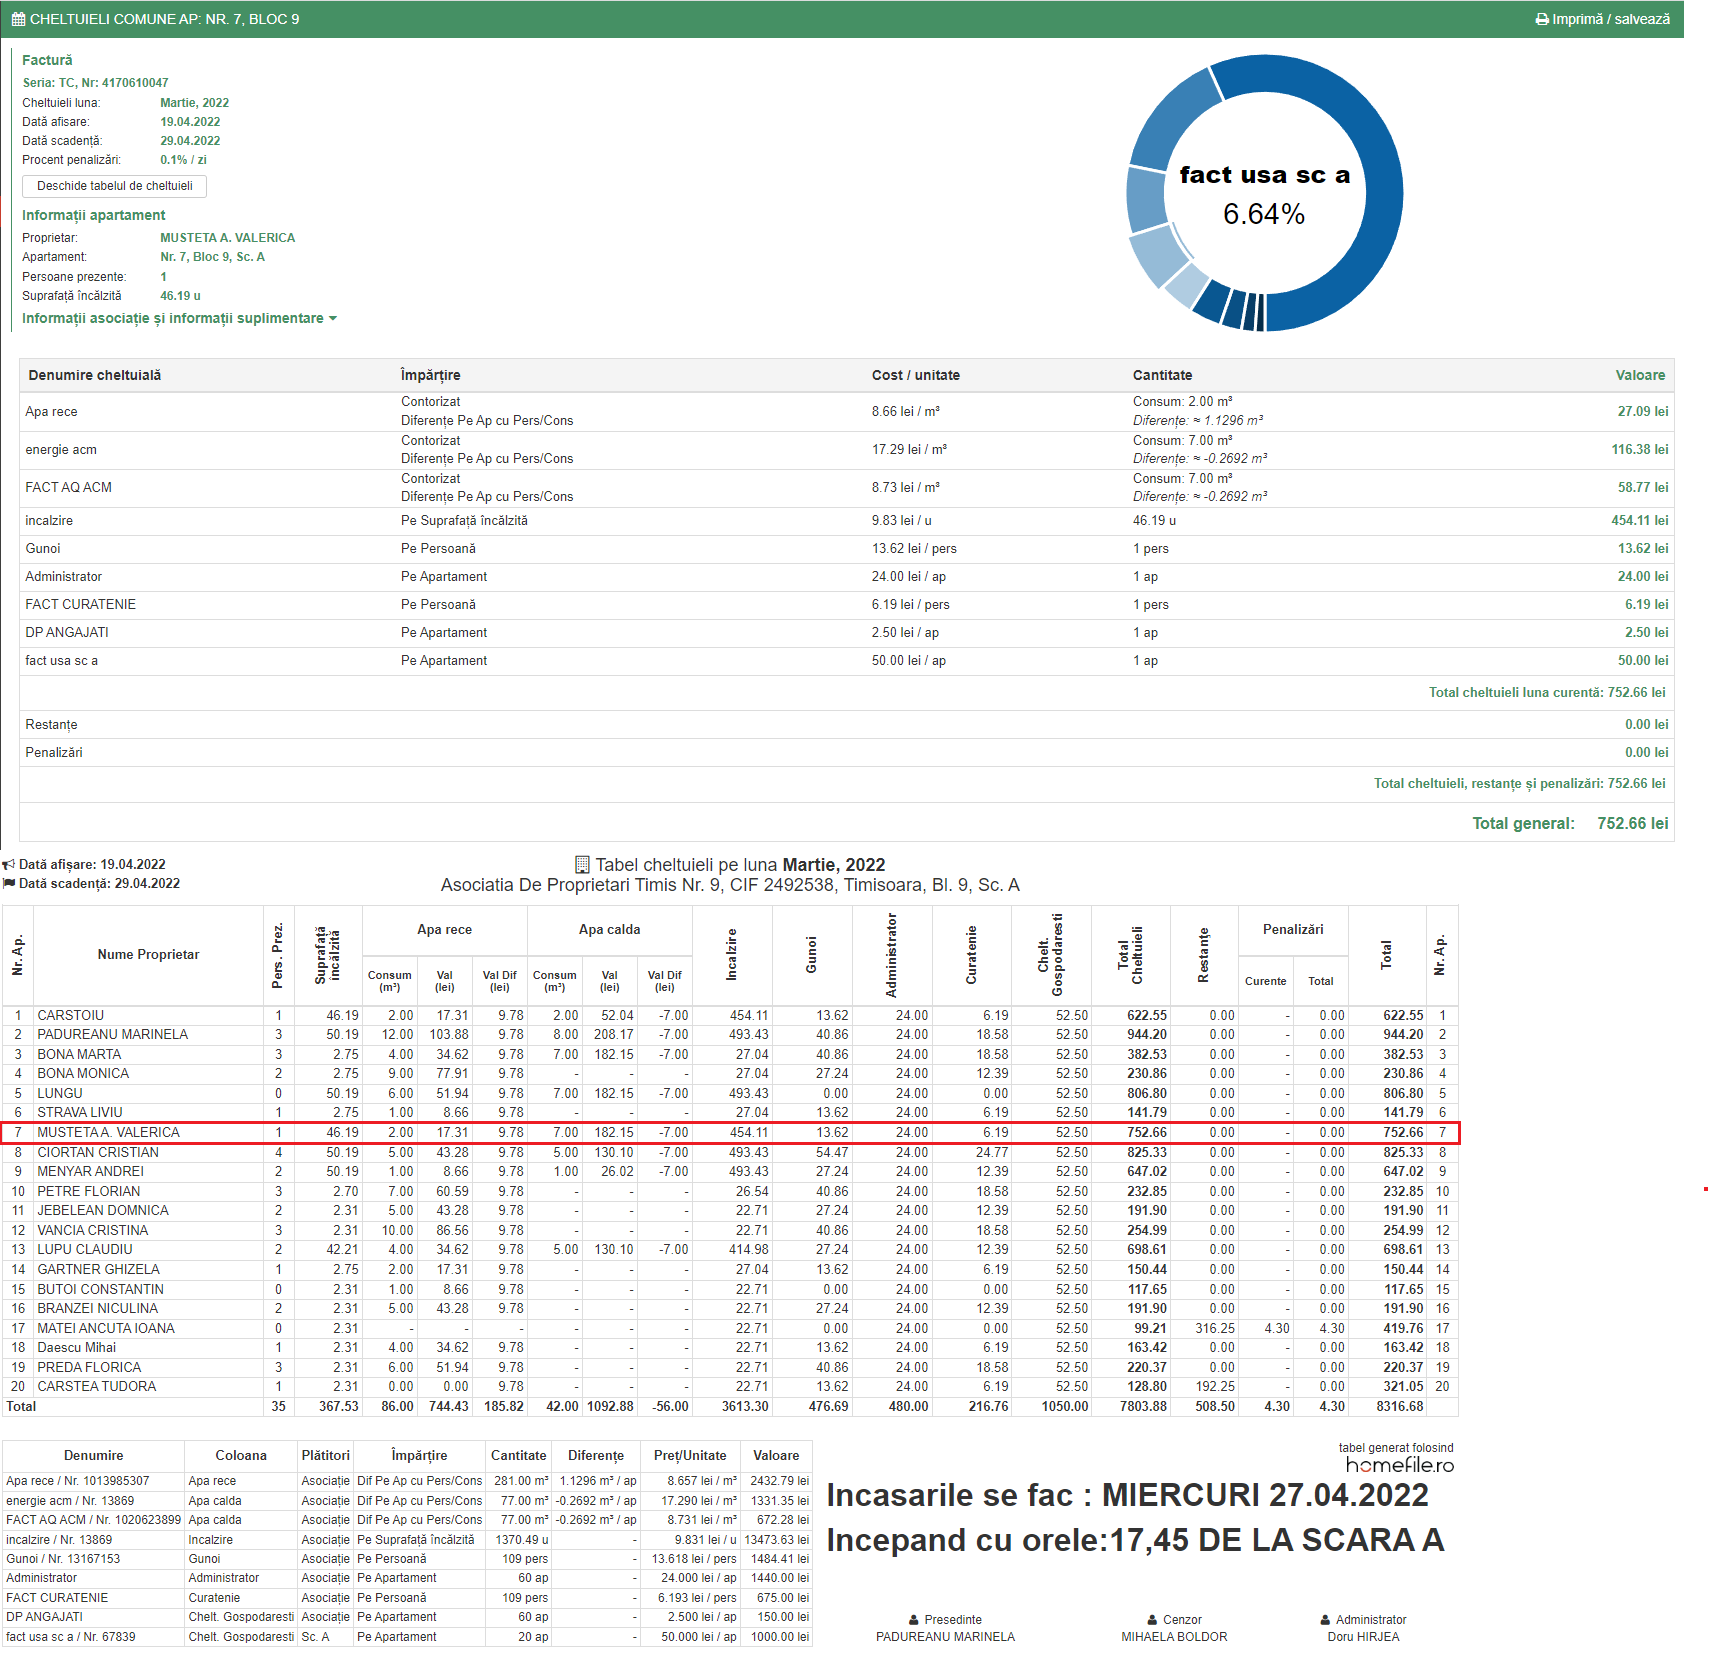 CHELTUIELI COMUNE AP: NR. 7, BLOC 9
Imprimă / salvează
Factură
Seria: TC, Nr: 4170610047
Cheltuieli luna: Martie, 2022
Dată afisare: 19.04.2022
Dată scadență: 29.04.2022
Procent penalizări: 0.1% / zi
Deschide tabelul de cheltuieli
Informații apartament
Proprietar: MUSTETA A. VALERICA
Apartament: Nr. 7, Bloc 9, Sc. A
Persoane prezente: 1
Suprafață încălzită 46.19 u
Informații asociație și informații suplimentare
fact usa sc a
6.64%
Denumire cheltuială Împărțire Cost / unitate Cantitate Valoare
Apa rece Contorizat Diferențe Pe Ap cu Pers/Cons 8.66 lei / m³ Consum: 2.00 m³ Diferențe: ≈ 1.1296 m³ 27.09 lei
energie acm Contorizat Diferențe Pe Ap cu Pers/Cons 17.29 lei / m³ Consum: 7.00 m³ Diferențe: ≈ -0.2692 m³ 116.38 lei
FACT AQ ACM Contorizat Diferențe Pe Ap cu Pers/Cons 8.73 lei / m³ Consum: 7.00 m³ Diferențe: ≈ -0.2692 m³ 58.77 lei
incalzire Pe Suprafață încălzită 9.83 lei / u 46.19 u 454.11 lei
Gunoi Pe Persoană 13.62 lei / pers 1 pers 13.62 lei
Administrator Pe Apartament 24.00 lei / ap 1 ap 24.00 lei
FACT CURATENIE Pe Persoană 6.19 lei / pers 1 pers 6.19 lei
DP ANGAJATI Pe Apartament 2.50 lei / ap 1 ap 2.50 lei
fact usa sc a Pe Apartament 50.00 lei / ap 1 ap 50.00 lei
Total cheltuieli luna curentă: 752.66 lei
Restanțe 0.00 lei
Penalizări 0.00 lei
Total cheltuieli, restanțe și penalizări: 752.66 lei
Total general: 752.66 lei
Dată afișare: 19.04.2022
Dată scadență: 29.04.2022
Tabel cheltuieli pe luna Martie, 2022
Asociatia De Proprietari Timis Nr. 9, CIF 2492538, Timisoara, Bl. 9, Sc. A
Nr. Ap. Nume Proprietar Pers. Prez. Suprafață încălzită Apa rece Apa calda Incalzire Gunoi Administrator Curatenie Chelt. Gospodaresti Total Cheltuieli Restanțe Penalizări Total Nr. Ap.
Consum (m³) Val (lei) Val Dif (lei) Consum (m³) Val (lei) Val Dif (lei) Curente Total
1 CARSTOIU 1 46.19 2.00 17.31 9.78 2.00 52.04 -7.00 454.11 13.62 24.00 6.19 52.50 622.55 0.00 - 0.00 622.55 1
2 PADUREANU MARINELA 3 50.19 12.00 103.88 9.78 8.00 208.17 -7.00 493.43 40.86 24.00 18.58 52.50 944.20 0.00 - 0.00 944.20 2
3 BONA MARTA 3 2.75 4.00 34.62 9.78 7.00 182.15 -7.00 27.04 40.86 24.00 18.58 52.50 382.53 0.00 - 0.00 382.53 3
4 BONA MONICA 2 2.75 9.00 77.91 9.78 - - - 27.04 27.24 24.00 12.39 52.50 230.86 0.00 - 0.00 230.86 4
5 LUNGU 0 50.19 6.00 51.94 9.78 7.00 182.15 -7.00 493.43 0.00 24.00 0.00 52.50 806.80 0.00 - 0.00 806.80 5
6 STRAVA LIVIU 1 2.75 1.00 8.66 9.78 - - - 27.04 13.62 24.00 6.19 52.50 141.79 0.00 - 0.00 141.79 6
7 MUSTETA A. VALERICA 1 46.19 2.00 17.31 9.78 7.00 182.15 -7.00 454.11 13.62 24.00 6.19 52.50 752.66 0.00 - 0.00 752.66 7
8 CIORTAN CRISTIAN 4 50.19 5.00 43.28 9.78 5.00 130.10 -7.00 493.43 54.47 24.00 24.77 52.50 825.33 0.00 - 0.00 825.33 8
9 MENYAR ANDREI 2 50.19 1.00 8.66 9.78 1.00 26.02 -7.00 493.43 27.24 24.00 12.39 52.50 647.02 0.00 - 0.00 647.02 9
10 PETRE FLORIAN 3 2.70 7.00 60.59 9.78 - - - 26.54 40.86 24.00 18.58 52.50 232.85 0.00 - 0.00 232.85 10
11 JEBELEAN DOMNICA 2 2.31 5.00 43.28 9.78 - - - 22.71 27.24 24.00 12.39 52.50 191.90 0.00 - 0.00 191.90 11
12 VANCIA CRISTINA 3 2.31 10.00 86.56 9.78 - - - 22.71 40.86 24.00 18.58 52.50 254.99 0.00 - 0.00 254.99 12
13 LUPU CLAUDIU 2 42.21 4.00 34.62 9.78 5.00 130.10 -7.00 414.98 27.24 24.00 12.39 52.50 698.61 0.00 - 0.00 698.61 13
14 GARTNER GHIZELA 1 2.75 2.00 17.31 9.78 - - - 27.04 13.62 24.00 6.19 52.50 150.44 0.00 - 0.00 150.44 14
15 BUTOI CONSTANTIN 0 2.31 1.00 8.66 9.78 - - - 22.71 0.00 24.00 0.00 52.50 117.65 0.00 - 0.00 117.65 15
16 BRANZEI NICULINA 2 2.31 5.00 43.28 9.78 - - - 22.71 27.24 24.00 12.39 52.50 191.90 0.00 - 0.00 191.90 16
17 MATEI ANCUTA IOANA 0 2.31 - - - - - - 22.71 0.00 24.00 0.00 52.50 99.21 316.25 4.30 4.30 419.76 17
18 Daescu Mihai 1 2.31 4.00 34.62 9.78 - - - 22.71 13.62 24.00 6.19 52.50 163.42 0.00 - 0.00 163.42 18
19 PREDA FLORICA 3 2.31 6.00 51.94 9.78 - - - 22.71 40.86 24.00 18.58 52.50 220.37 0.00 - 0.00 220.37 19
20 CARSTEA TUDORA 1 2.31 0.00 0.00 9.78 - - - 22.71 13.62 24.00 6.19 52.50 128.80 192.25 - 0.00 321.05 20
Total 35 367.53 86.00 744.43 185.82 42.00 1092.88 -56.00 3613.30 476.69 480.00 216.76 1050.00 7803.88 508.50 4.30 4.30 8316.68
Denumire Coloana Plătitori Împărțire Cantitate Diferențe Preț/Unitate Valoare
Apa rece / Nr. 1013985307 Apa rece Asociație Dif Pe Ap cu Pers/Cons 281.00 m³ 1.1296 m³ / ap 8.657 lei / m³ 2432.79 lei
energie acm / Nr. 13869 Apa calda Asociație Dif Pe Ap cu Pers/Cons 77.00 m³ -0.2692 m³ / ap 17.290 lei / m³ 1331.35 lei
FACT AQ ACM / Nr. 1020623899 Apa calda Asociație Dif Pe Ap cu Pers/Cons 77.00 m³ -0.2692 m³ / ap 8.731 lei / m³ 672.28 lei
incalzire / Nr. 13869 Incalzire Asociație Pe Suprafață încălzită 1370.49 u - 9.831 lei / u 13473.63 lei
Gunoi / Nr. 13167153 Gunoi Asociație Pe Persoană 109 pers - 13.618 lei / pers 1484.41 lei
Administrator Administrator Asociație Pe Apartament 60 ap - 24.000 lei / ap 1440.00 lei
FACT CURATENIE Curatenie Asociație Pe Persoană 109 pers - 6.193 lei / pers 675.00 lei
DP ANGAJATI Chelt. Gospodaresti Asociație Pe Apartament 60 ap - 2.500 lei / ap 150.00 lei
fact usa sc a / Nr. 67839 Chelt. Gospodaresti Sc. A Pe Apartament 20 ap - 50.000 lei / ap 1000.00 lei
tabel generat folosind
homefile.ro
Incasarile se fac : MIERCURI 27.04.2022
Incepand cu orele:17,45 DE LA SCARA A
Presedinte Cenzor Administrator
PADUREANU MARINELA MIHAELA BOLDOR Doru HIRJEA